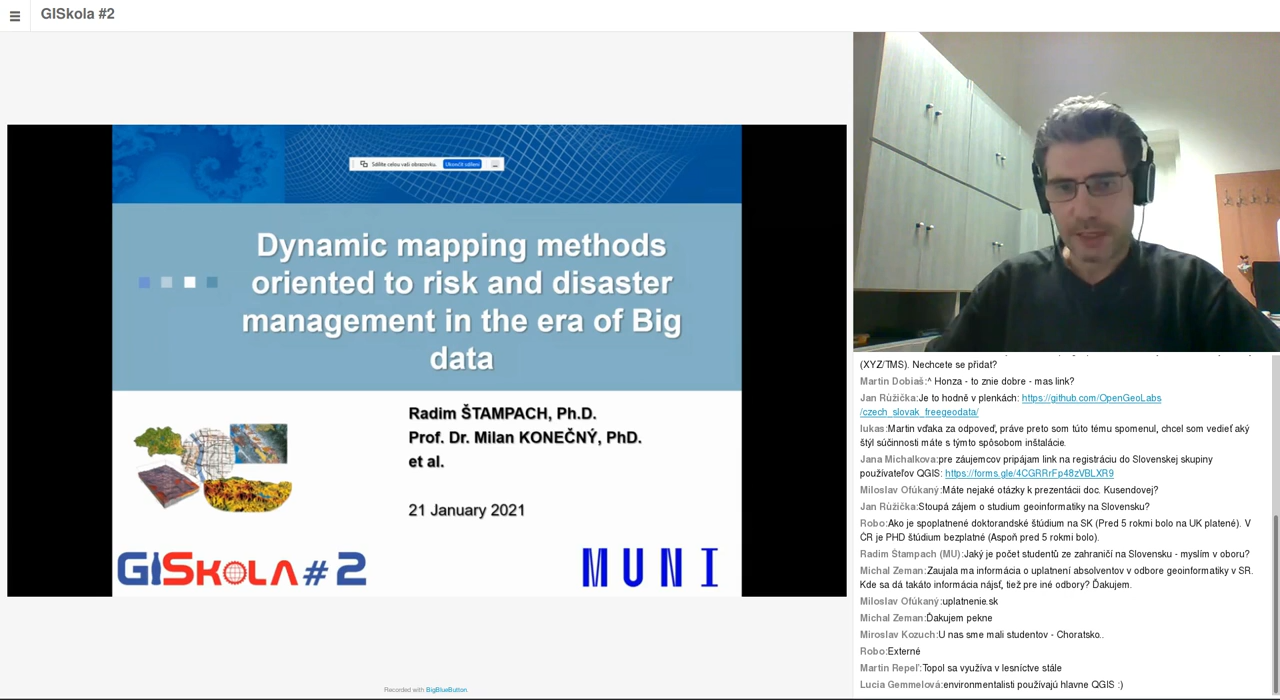 GISkola #2
Sdílíte celou vaši obrazovku. Ukončit sdílení
Dynamic mapping methods
oriented to risk and disaster
management in the era of Big
data
Radim ŠTAMPACH, Ph.D.
Prof. Dr. Milan KONEČNÝ, PhD.
et al.
21 January 2021
GISKOLA # 2
MUNI
Recorded with BigBlueButton.
(XYZ/TMS). Nechcete se přidat?
Martin Dobiaš:^ Honza - to znie dobre - mas link?
Jan Růžička:Je to hodně v plenkách: https://github.com/OpenGeoLabs
/czech_slovak_freegeodata/
lukas:Martin vďaka za odpoveď, práve preto som túto tému spomenul, chcel som vedieť aký
štýl súčinnosti máte s týmto spôsobom inštalácie.
Jana Michalkova:pre záujemcov pripájam link na registráciu do Slovenskej skupiny
používateľov QGIS: https://forms.gle/4CGRRrFp48zVBLXR9
Miloslav Ofúkaný:Máte nejaké otázky k prezentácii doc. Kusendovej?
Jan Růžička:Stoupá zájem o studium geoinformatiky na Slovensku?
Robo:Ako je spoplatnené doktorandské štúdium na SK (Pred 5 rokmi bolo na UK platené). V
ČR je PHD štúdium bezplatné (Aspoň pred 5 rokmi bolo).
Radim Štampach (MU):Jaký je počet studentů ze zahraničí na Slovensku - myslím v oboru?
Michal Zeman:Zaujala ma informácia o uplatnení absolventov v odbore geoinformatiky v SR.
Kde sa dá takáto informácia nájsť, tiež pre iné odbory? Ďakujem.
Miloslav Ofúkaný:uplatnenie.sk
Michal Zeman:Ďakujem pekne
Miroslav Kozuch:U nas sme mali studentov - Choratsko..
Robo:Externé
Martin Repeľ:Topol sa využíva v lesníctve stále
Lucia Gemmelová:environmentalisti používajú hlavne QGIS :)